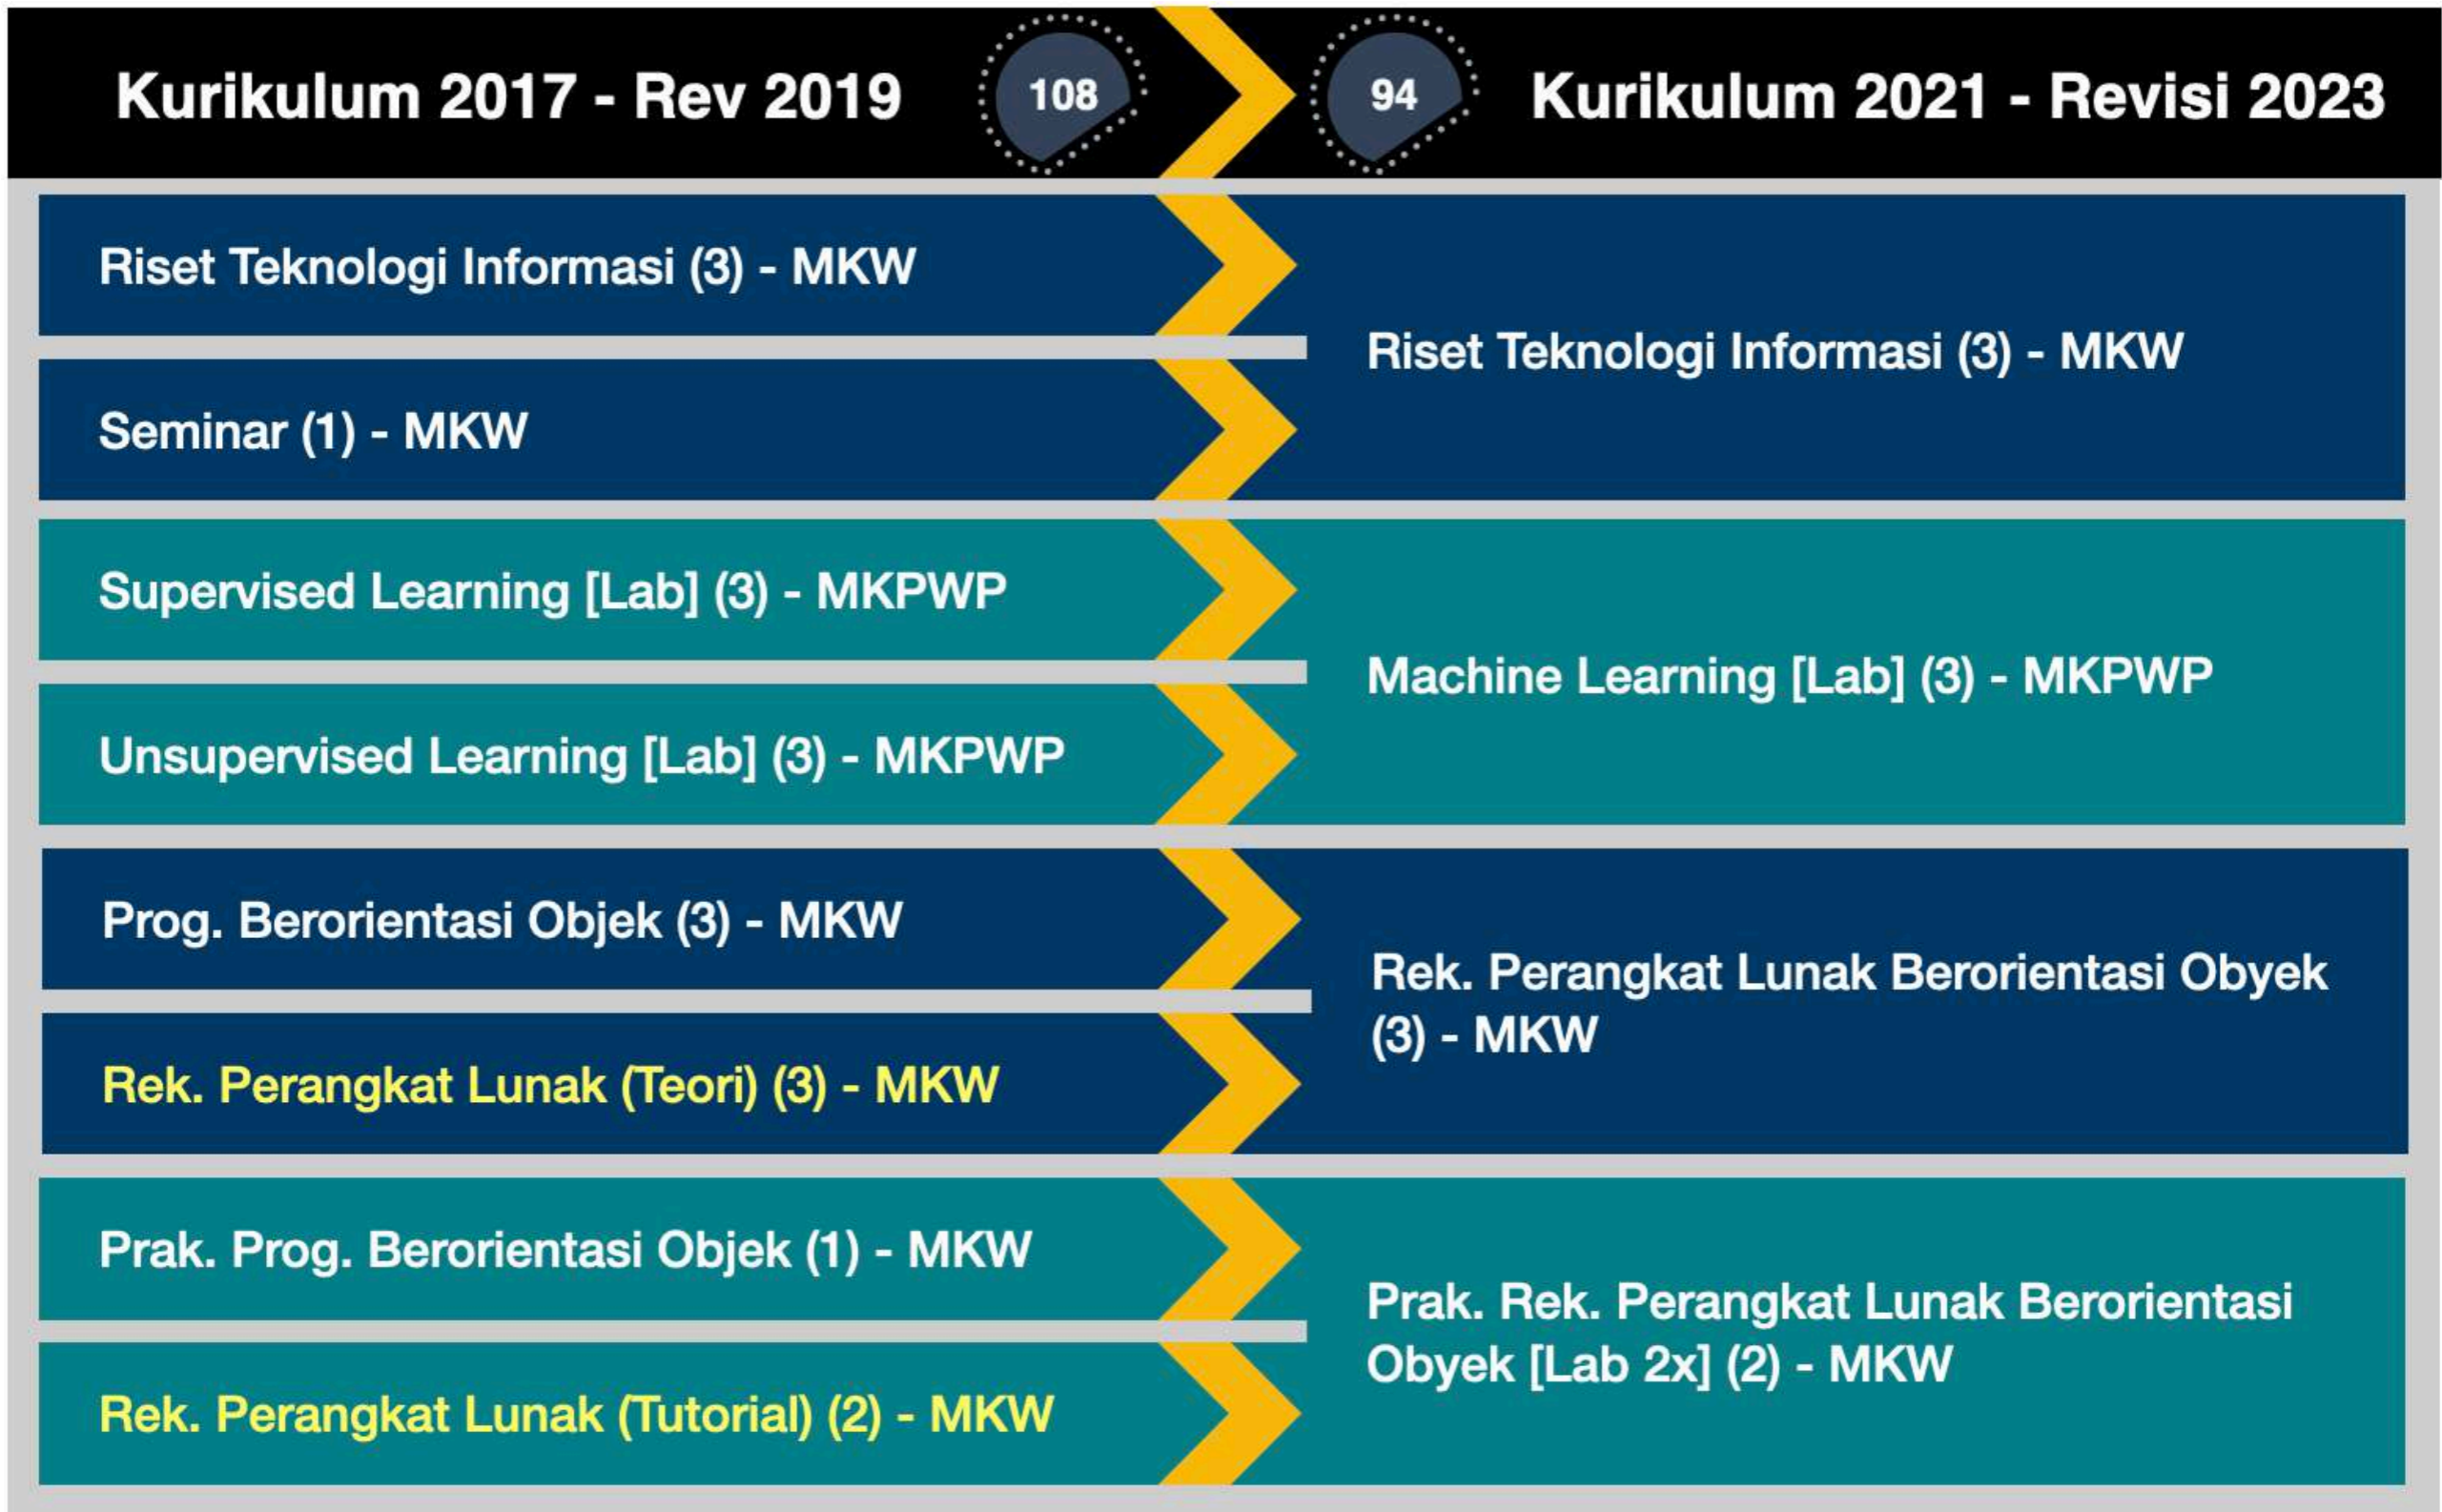 Kurikulum 2017 - Rev 2019
108
94
Kurikulum 2021 - Revisi 2023
Riset Teknologi Informasi (3) - MKW
Seminar (1) - MKW
Riset Teknologi Informasi (3) - MKW
Supervised Learning [Lab] (3) - MKPWP
Unsupervised Learning [Lab] (3) - MKPWP
Machine Learning [Lab] (3) - MKPWP
Prog. Berorientasi Objek (3) - MKW
Rek. Perangkat Lunak (Teori) (3) - MKW
Rek. Perangkat Lunak Berorientasi Obyek
(3) - MKW
Prak. Prog. Berorientasi Objek (1) - MKW
Rek. Perangkat Lunak (Tutorial) (2) - MKW
Prak. Rek. Perangkat Lunak Berorientasi
Obyek [Lab 2x] (2) - MKW